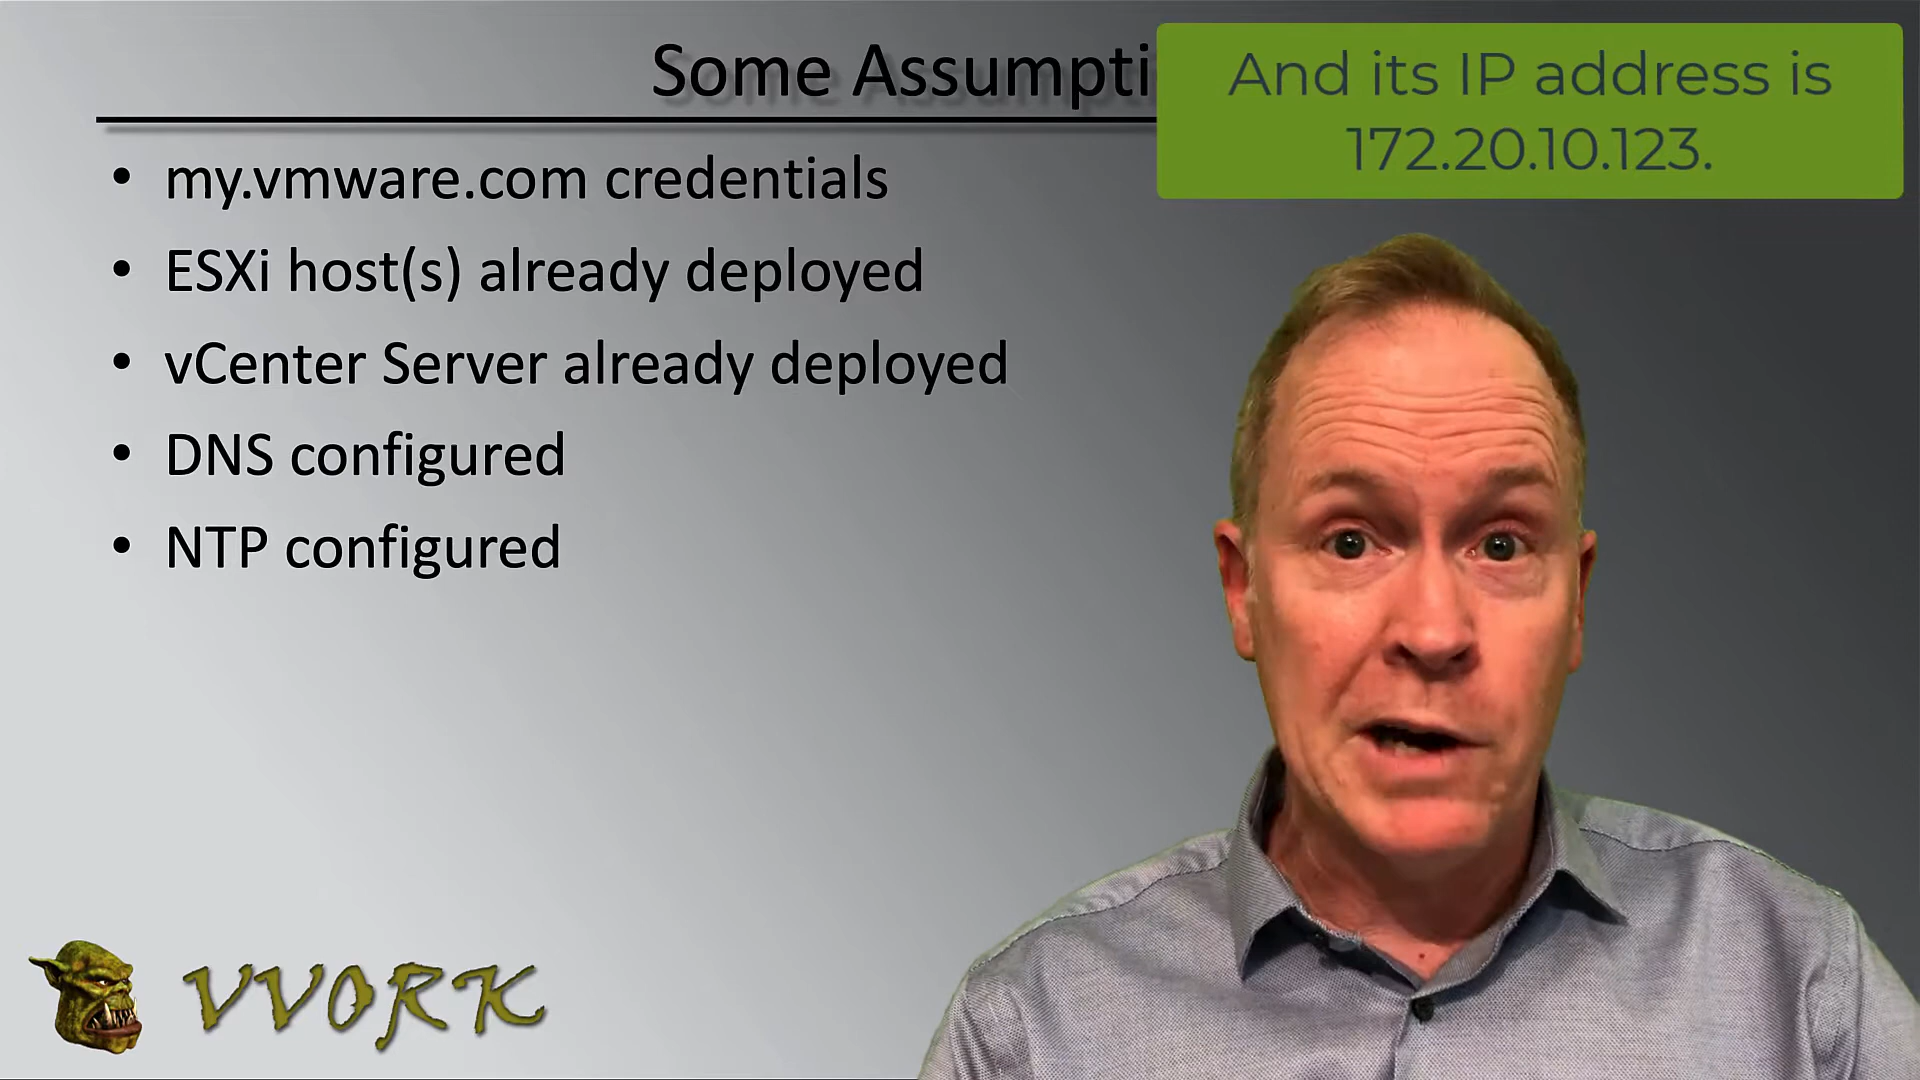 Some Assumpti
And its IP address is
172.20.10.123.
• my.vmware.com credentials
• ESXi host(s) already deployed
• vCenter Server already deployed
• DNS configured
• NTP configured
VVORK